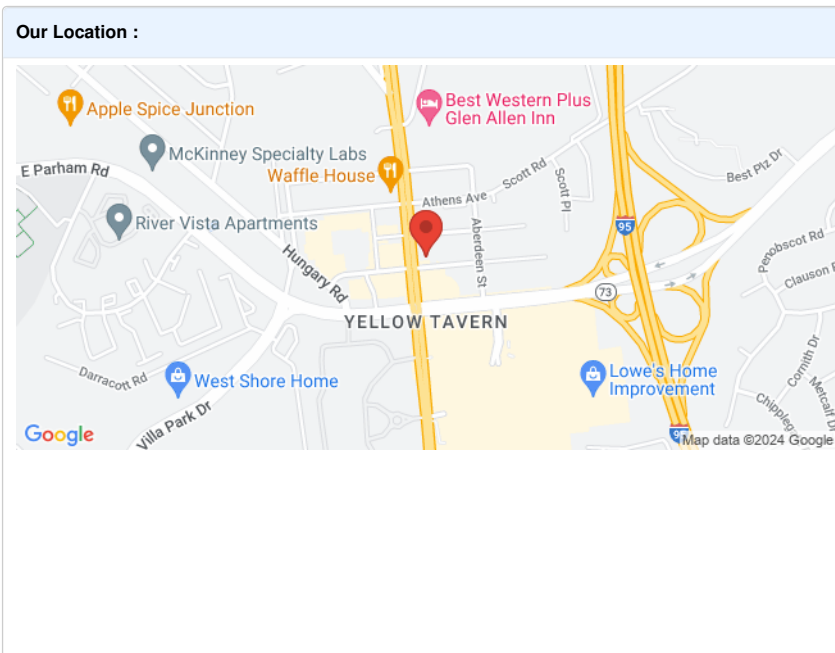 Our Location :
Apple Spice Junction
Best Western Plus
Glen Allen Inn
McKinney Specialty Labs
E Parham Rd
Waffle House
Scott Rd
Scott Pl
Best Plz Dr
Athens Ave
River Vista Apartments
Aberdeen St
95
Penobscot Rd
Hungary Rd
Clauson
73
YELLOW TAVERN
Darracott Rd
West Shore Home
Lowe's Home
Improvement
Cornith Dr
Metcalf Dr
Chippleg
Villa Park Dr
Google
95
Map data ©2024 Google